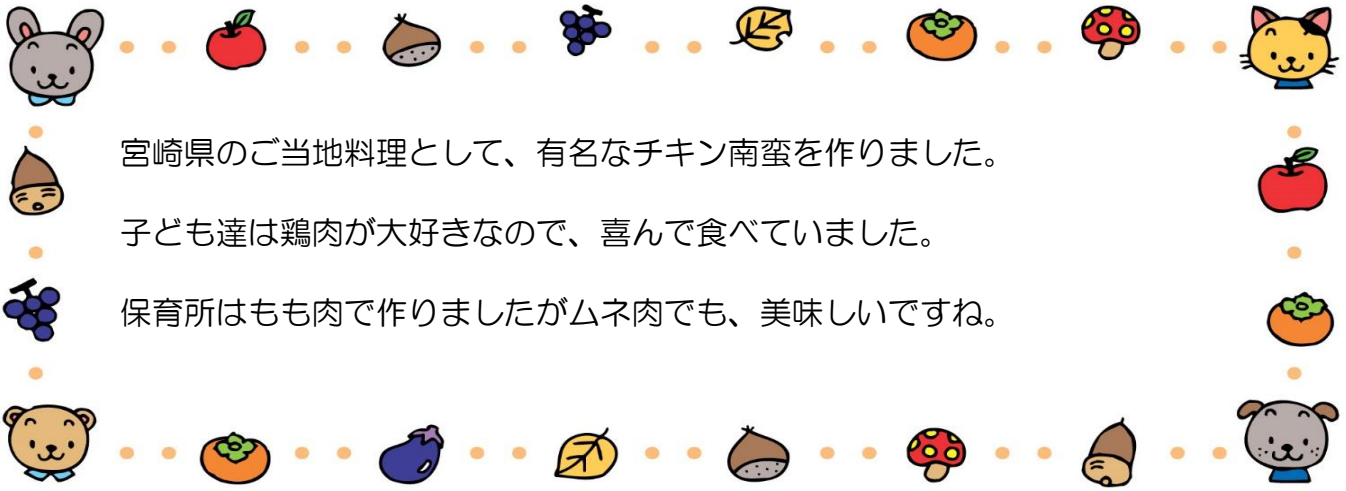 宮崎県のご当地料理として、有名なチキン南蛮を作りました。
子ども達は鶏肉が大好きなので、喜んで食べていました。
保育所はもも肉で作りましたがムネ肉でも、美味しいですね。